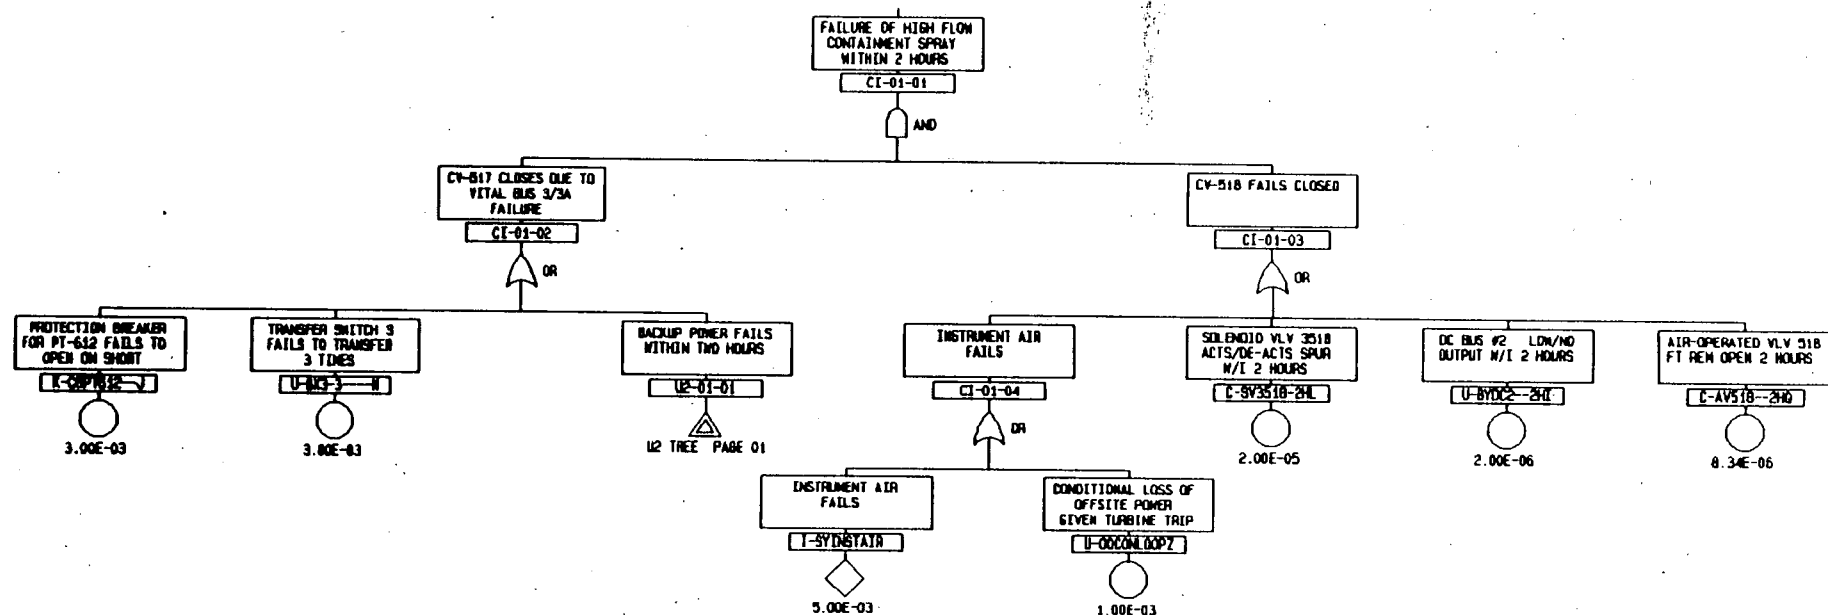 FAILURE OF HIGH FLOW
CONTAINMENT SPRAY
WITHIN 2 HOURS
CI-01-01
AND
CV-517 CLOSES DUE TO
VITAL BUS 3/3A
FAILURE
CI-01-02
OR
CV-518 FAILS CLOSED
CI-01-03
OR
PROTECTION BREAKER
FOR PT-612 FAILS TO
OPEN ON SHORT
3.00E-03
TRANSFER SWITCH 3
FAILS TO TRANSFER
3 TIMES
3.00E-03
BACKUP POWER FAILS
WITHIN TWO HOURS
U2-01-01
U2 TREE PAGE 01
INSTRUMENT AIR
FAILS
CI-01-04
OR
SOLENOID VLV 3518
ACTS/DE-ACTS SPUR
W/I 2 HOURS
C-SV3518-2HL
2.00E-05
DC BUS #2 LOW/NO
OUTPUT W/I 2 HOURS
U-BYDC2--2HI
2.00E-06
AIR-OPERATED VLV 518
FT REM OPEN 2 HOURS
C-AV518--2HQ
8.34E-06
INSTRUMENT AIR
FAILS
I-SYINSTAIR
5.00E-03
CONDITIONAL LOSS OF
OFFSITE POWER
GIVEN TURBINE TRIP
U-OOCONLOOPZ
1.00E-03